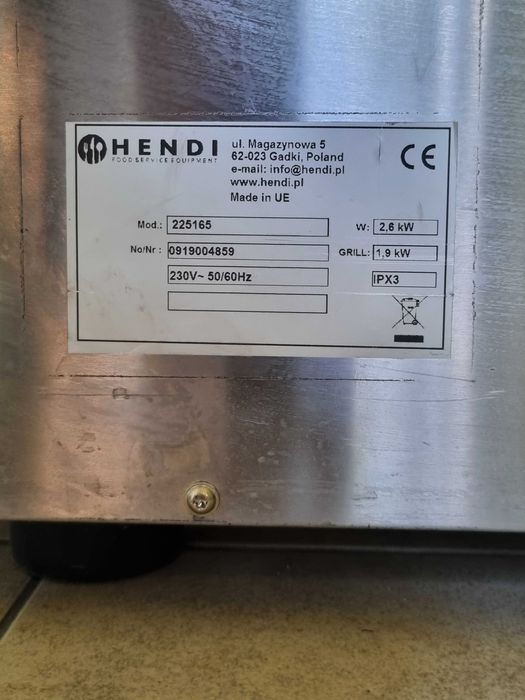 HENDI
FOOD SERVICE EQUIPMENT
ul. Magazynowa 5
62-023 Gadki, Poland
e-mail: info@hendi.pl
www.hendi.pl
Made in UE
CE
Mod.: 225165
W: 2,6 kW
No/Nr : 0919004859
GRILL: 1,9 kW
230V~ 50/60Hz
IPX3